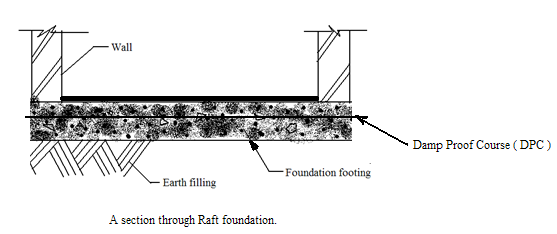 Wall
Damp Proof Course ( DPC )
Foundation footing
Earth filling
A section through Raft foundation.